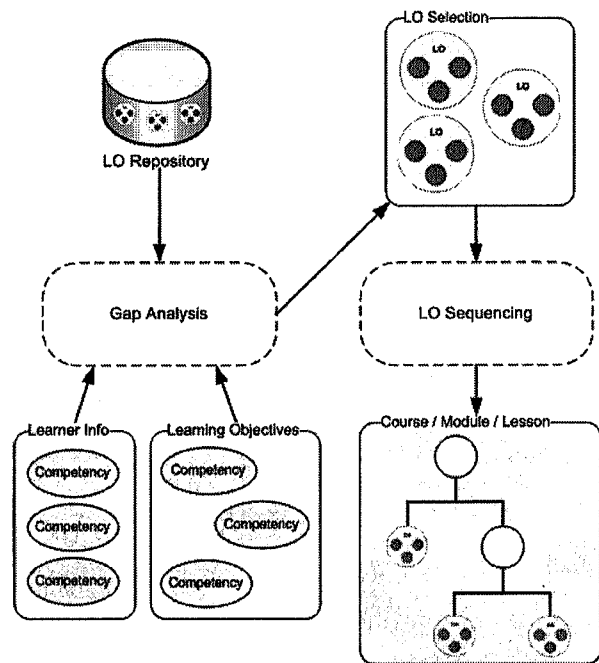 LO Selection
LO
LO
LO
LO Repository
Gap Analysis
LO Sequencing
Learner Info
Competency
Competency
Competency
Learning Objectives
Competency
Competency
Competency
Course / Module / Lesson